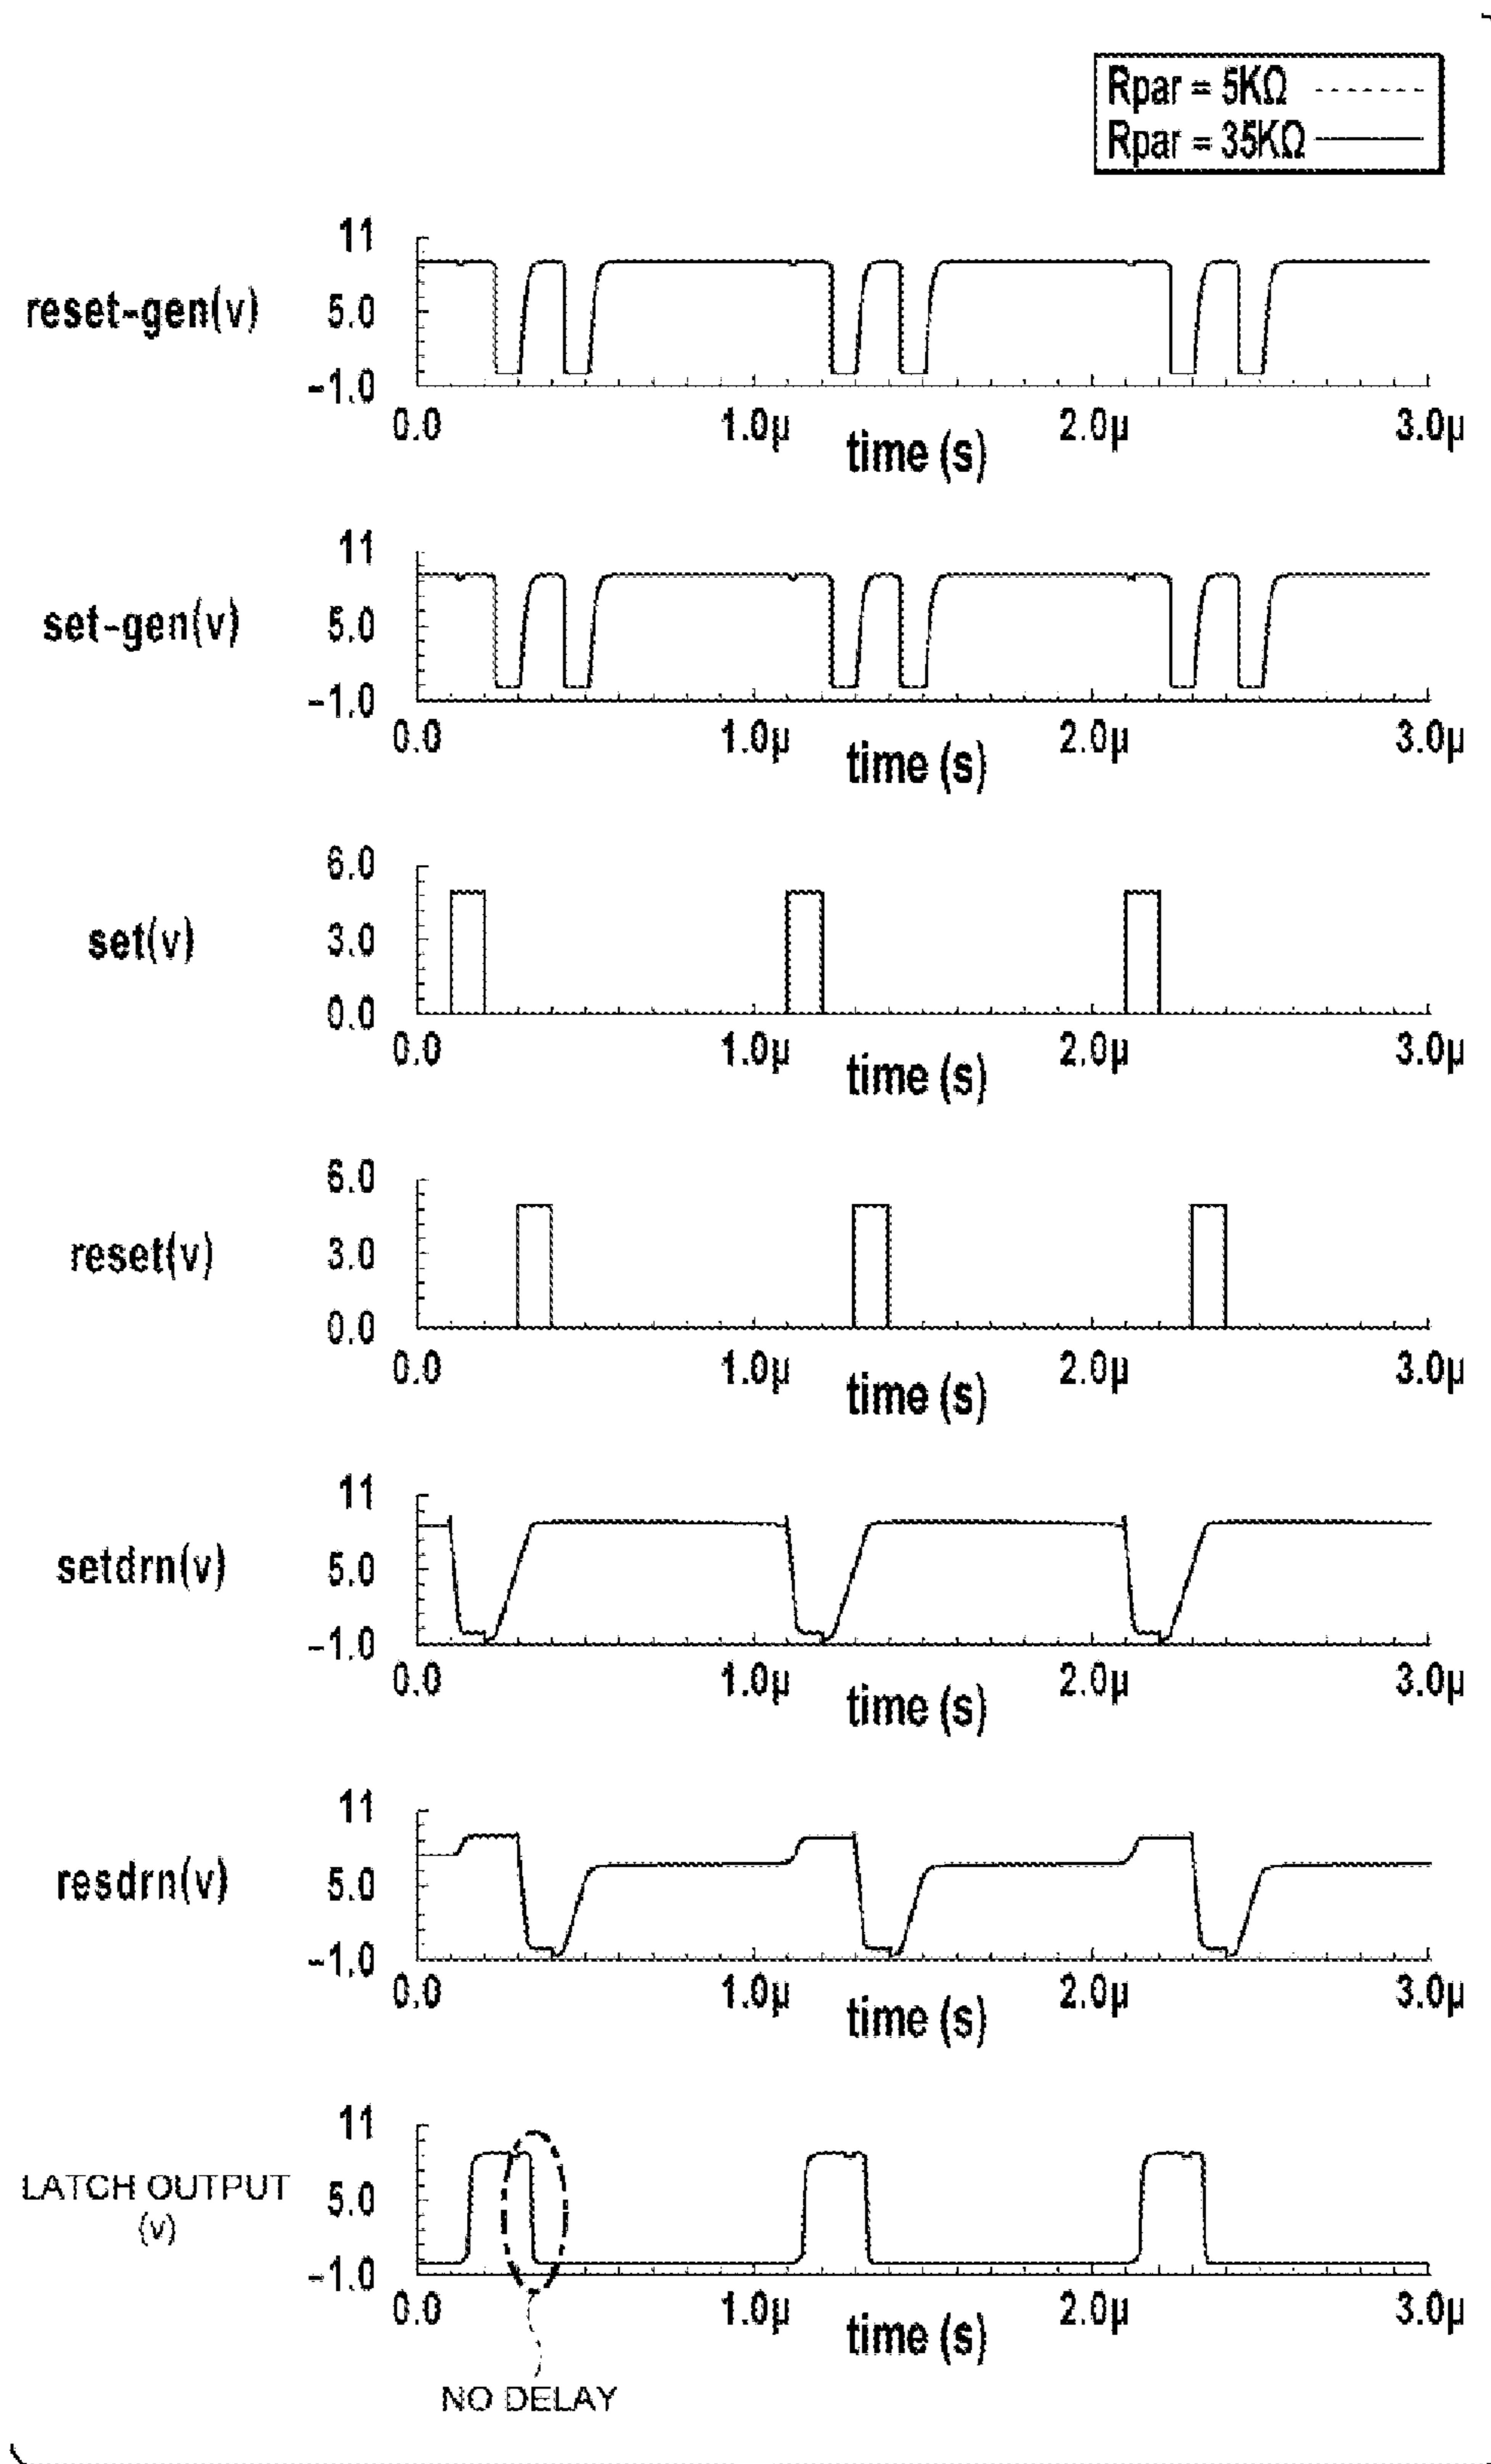 Rpar = 5KΩ
Rpar = 35KΩ
reset-gen(v)
11
5.0
-1.0
0.0
1.0µ
2.0µ
3.0µ
time (s)
set-gen(v)
11
5.0
-1.0
0.0
1.0µ
2.0µ
3.0µ
time (s)
set(v)
6.0
3.0
0.0
0.0
1.0µ
2.0µ
3.0µ
time (s)
reset(v)
6.0
3.0
0.0
0.0
1.0µ
2.0µ
3.0µ
time (s)
setdrn(v)
11
5.0
-1.0
0.0
1.0µ
2.0µ
3.0µ
time (s)
resdrn(v)
11
5.0
-1.0
0.0
1.0µ
2.0µ
3.0µ
time (s)
LATCH OUTPUT
(v)
11
5.0
-1.0
0.0
1.0µ
2.0µ
3.0µ
time (s)
NO DELAY